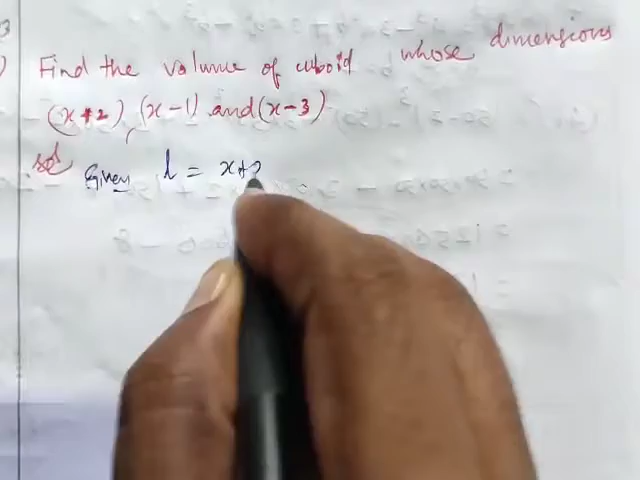 Find the volume of cuboid whose dimensions
(x+2), (x-1) and (x-3)
sol Given l = x+2